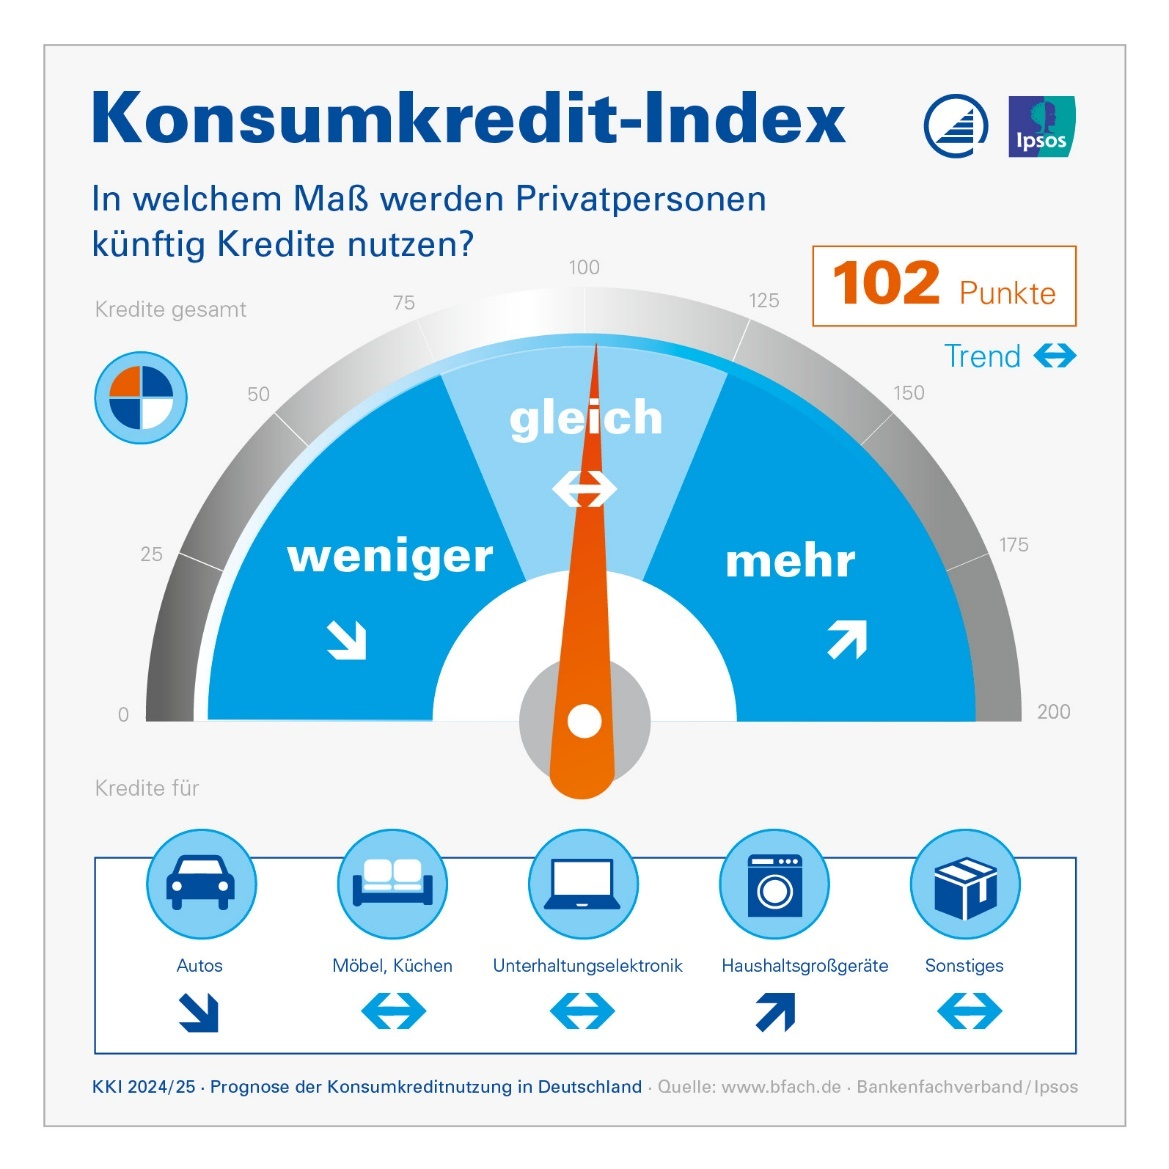 Konsumkredit-Index
Ipsos
In welchem Maß werden Privatpersonen
künftig Kredite nutzen?
102 Punkte
Trend
Kredite gesamt
0
25
50
75
100
125
150
175
200
weniger
gleich
mehr
Kredite für
Autos
Möbel, Küchen
Unterhaltungselektronik
Haushaltsgroßgeräte
Sonstiges
KKI 2024/25 · Prognose der Konsumkreditnutzung in Deutschland · Quelle: www.bfach.de · Bankenfachverband/Ipsos